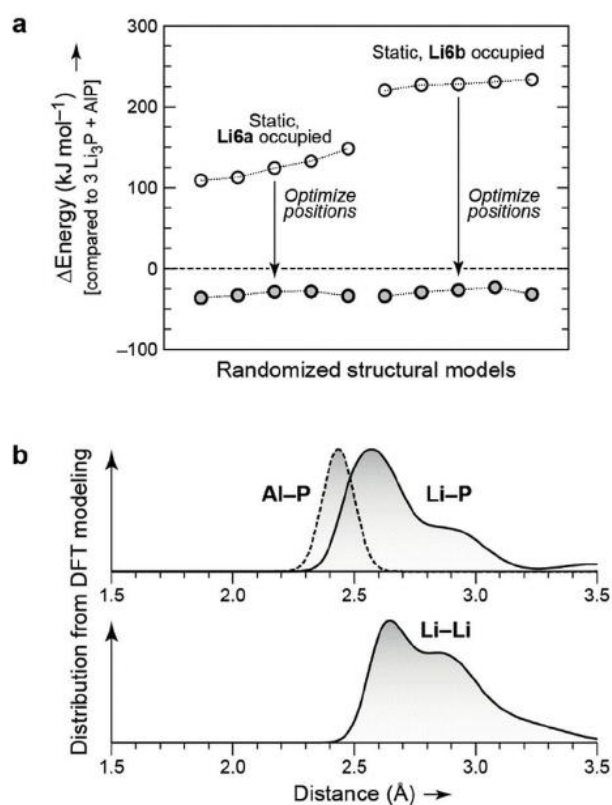 a
ΔEnergy (kJ mol⁻¹) →
[compared to 3 Li₃P + AlP]
300
200
100
0
−100
Static,
Li6a occupied
Static, Li6b occupied
Optimize
positions
Optimize
positions
Randomized structural models
b
Distribution from DFT modeling
Al–P
Li–P
1.5 2.0 2.5 3.0 3.5
Li–Li
1.5 2.0 2.5 3.0 3.5
Distance (Å) →